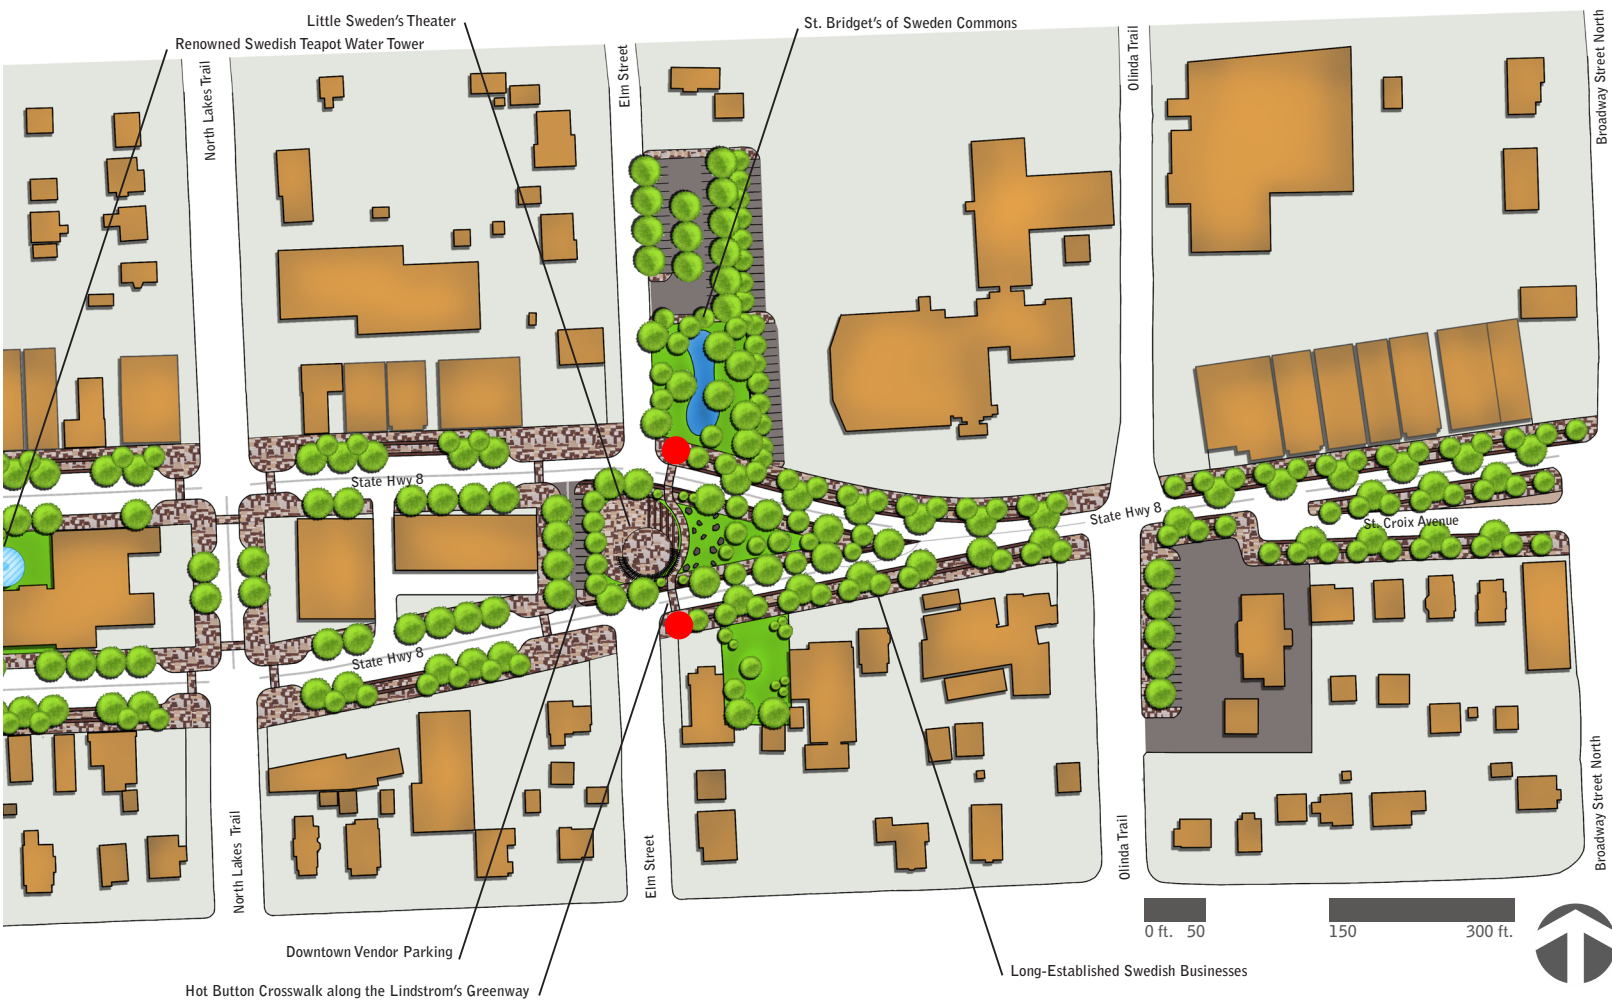 Little Sweden's Theater
St. Bridget's of Sweden Commons
Renowned Swedish Teapot Water Tower
North Lakes Trail
Elm Street
Olinda Trail
Broadway Street North
State Hwy 8
State Hwy 8
St. Croix Avenue
State Hwy 8
North Lakes Trail
Elm Street
Olinda Trail
Broadway Street North
0 ft. 50
150 300 ft.
Downtown Vendor Parking
Long-Established Swedish Businesses
Hot Button Crosswalk along the Lindstrom's Greenway